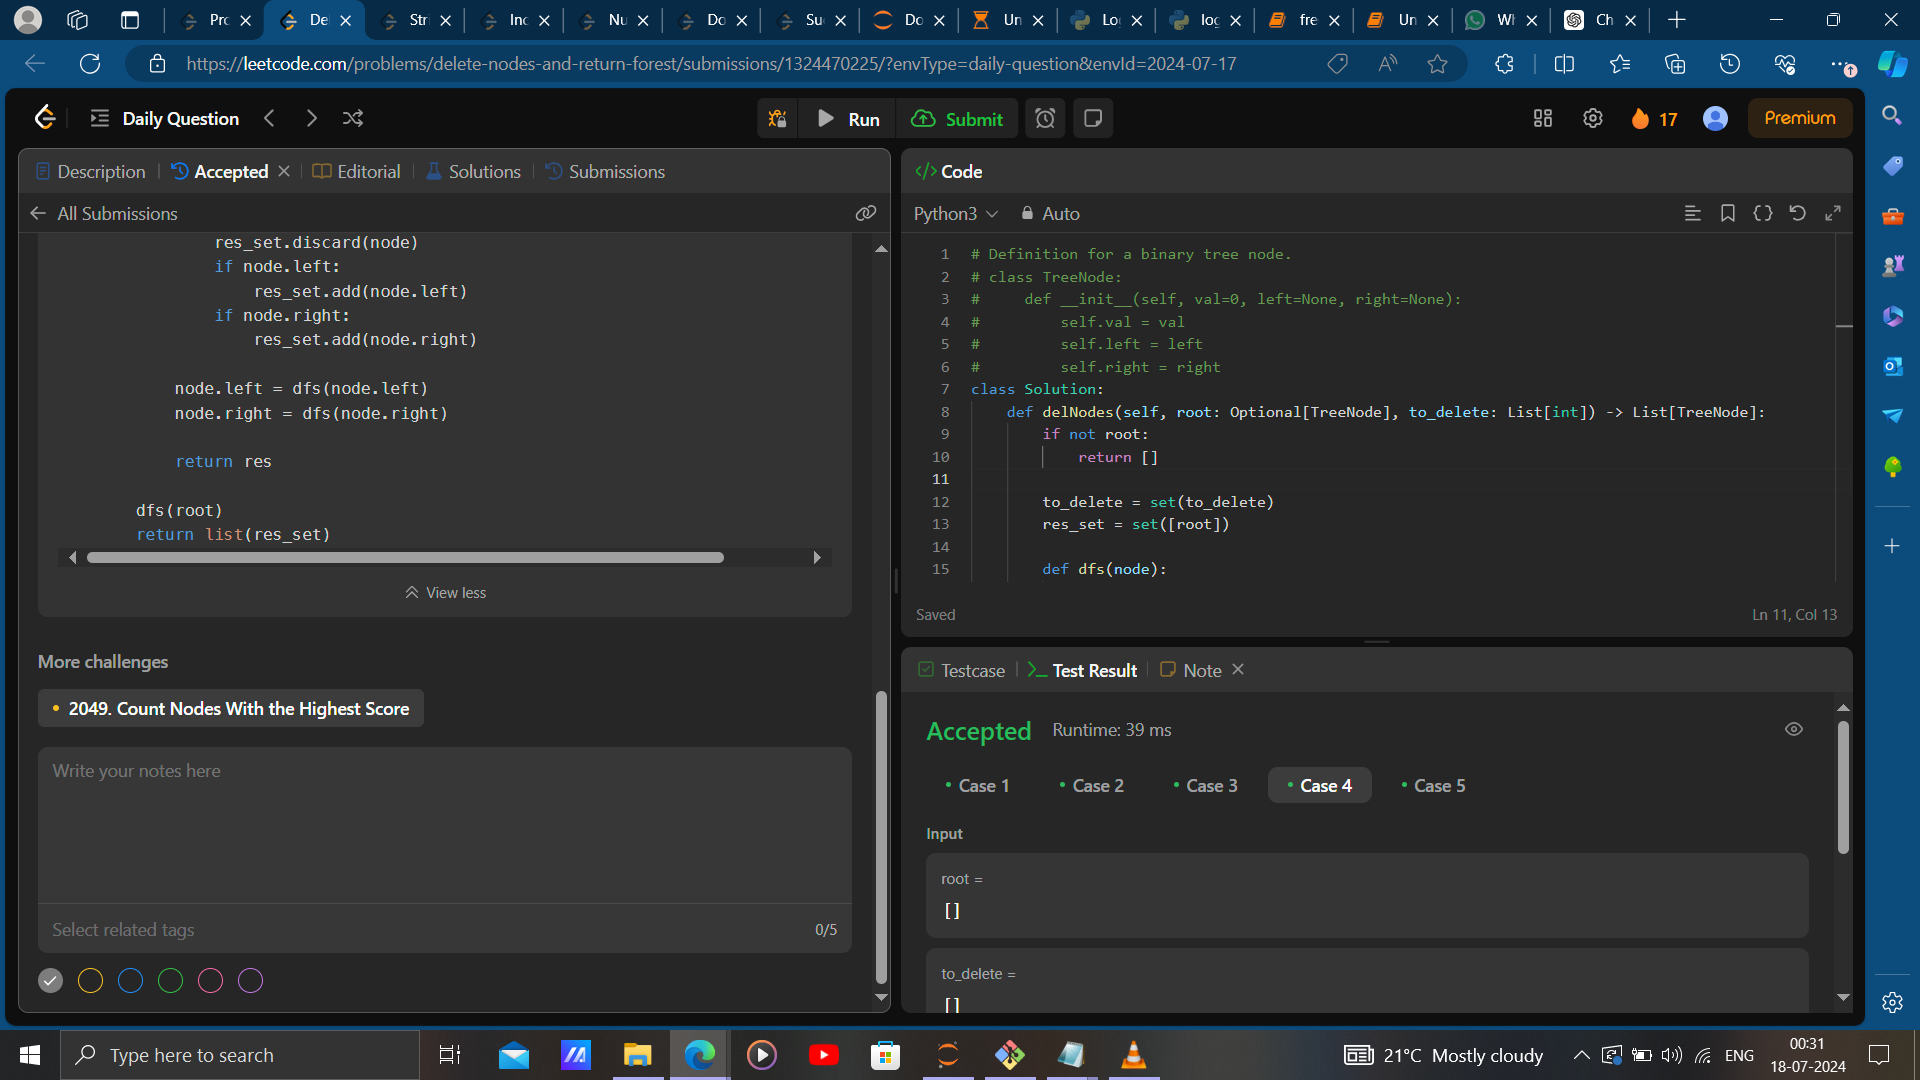 Pro
De
Stri
Inc
Nu
Do
Su
Do
Un
Lo
log
fre
Un
W
Ch
https://leetcode.com/problems/delete-nodes-and-return-forest/submissions/1324470225/?envType=daily-question&envId=2024-07-17
Daily Question
Run
Submit
17
Premium
Description
Accepted
Editorial
Solutions
Submissions
All Submissions
res_set.discard(node)
if node.left:
res_set.add(node.left)
if node.right:
res_set.add(node.right)
node.left = dfs(node.left)
node.right = dfs(node.right)
return res
dfs(root)
return list(res_set)
View less
More challenges
2049. Count Nodes With the Highest Score
Write your notes here
Select related tags
0/5
</> Code
Python3
Auto
1 # Definition for a binary tree node.
2 # class TreeNode:
3 # def __init__(self, val=0, left=None, right=None):
4 # self.val = val
5 # self.left = left
6 # self.right = right
7 class Solution:
8 def delNodes(self, root: Optional[TreeNode], to_delete: List[int]) -> List[TreeNode]:
9 if not root:
10 return []
11
12 to_delete = set(to_delete)
13 res_set = set([root])
14
15 def dfs(node):
Saved
Ln 11, Col 13
Testcase
Test Result
Note
Accepted
Runtime: 39 ms
Case 1
Case 2
Case 3
Case 4
Case 5
Input
root =
[]
to_delete =
[]
Type here to search
21°C Mostly cloudy
ENG
00:31
18-07-2024